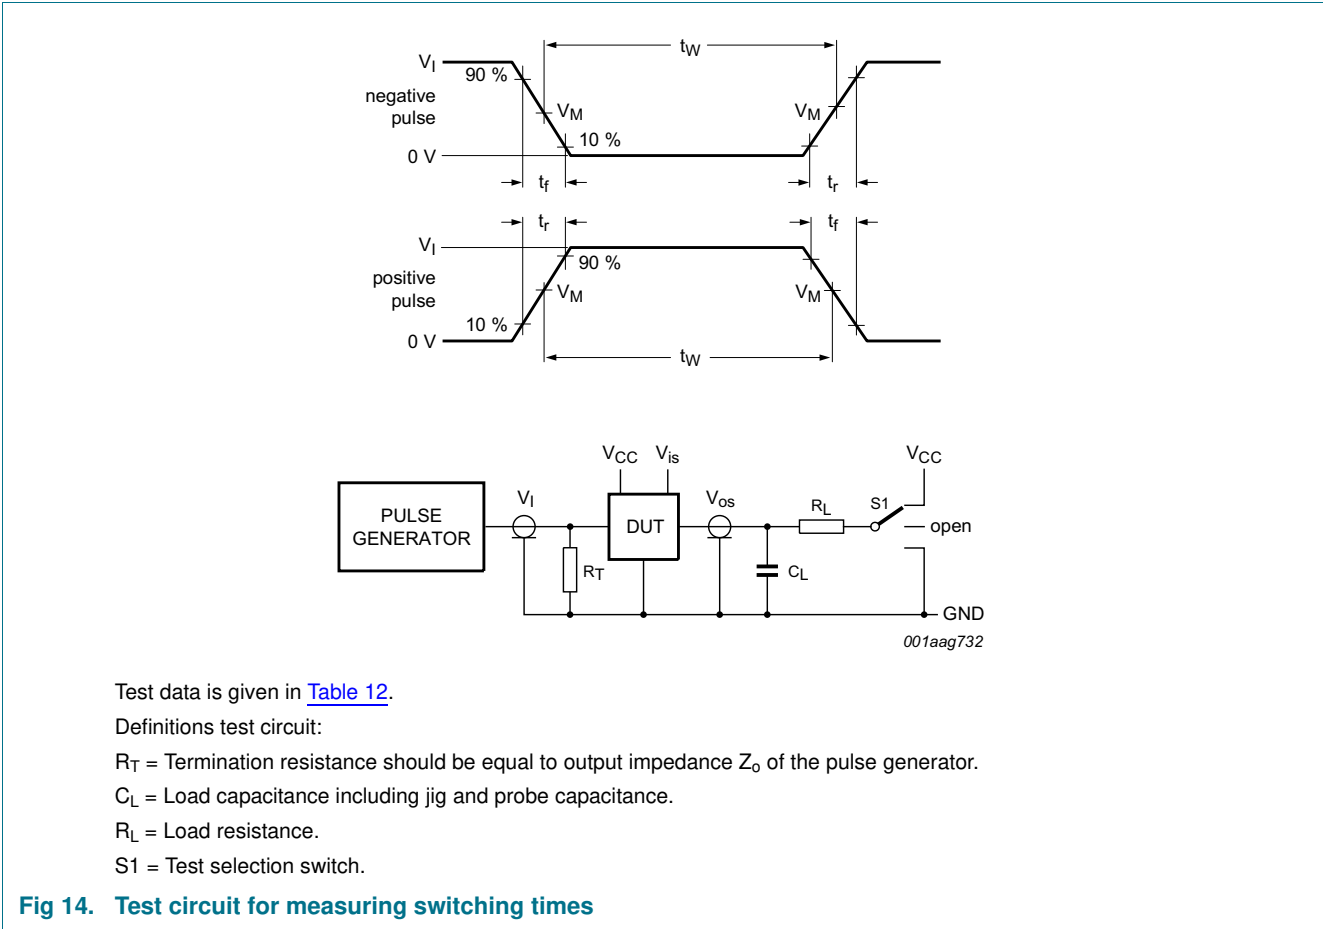 tW
VI
90 %
negative
pulse
VM
VM
10 %
0 V
tf
tr
tr
tf
VI
90 %
positive
pulse
VM
VM
10 %
0 V
tW
VCC
Vis
VCC
PULSE
GENERATOR
VI
DUT
Vos
RL
S1
open
RT
CL
GND
001aag732
Test data is given in Table 12.
Definitions test circuit:
RT = Termination resistance should be equal to output impedance Zo of the pulse generator.
CL = Load capacitance including jig and probe capacitance.
RL = Load resistance.
S1 = Test selection switch.
Fig 14. Test circuit for measuring switching times